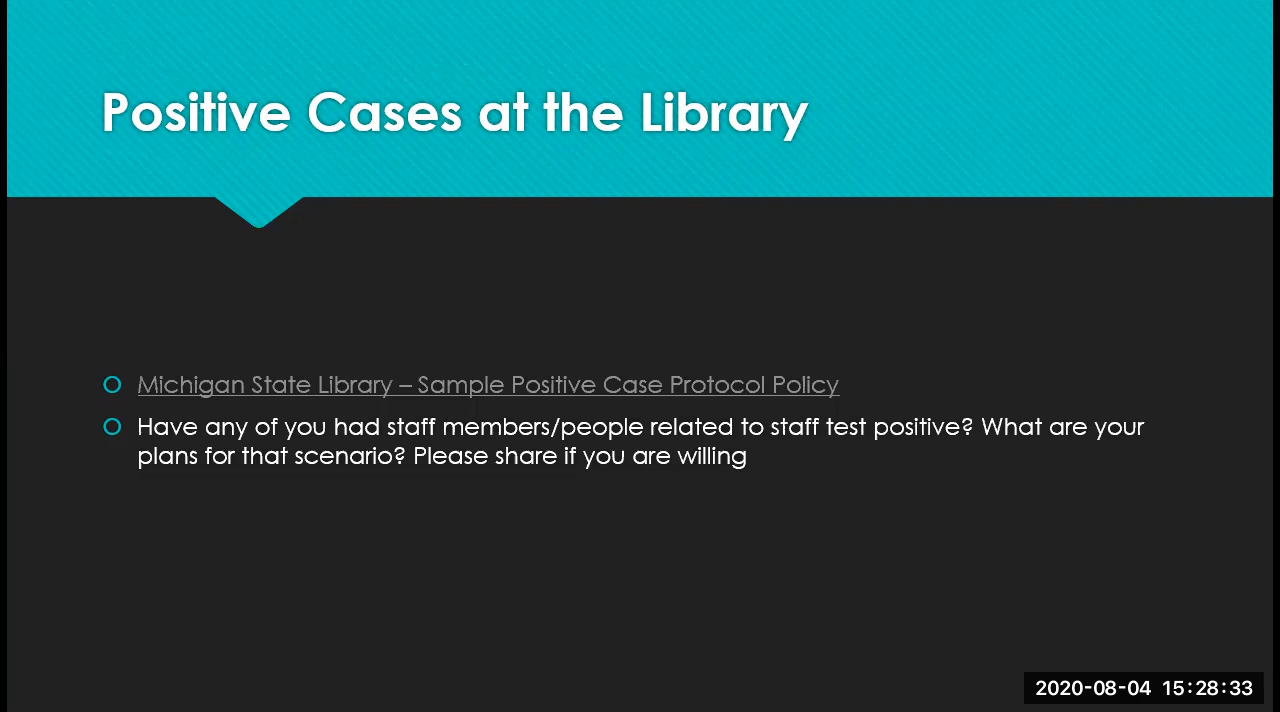 Positive Cases at the Library
Michigan State Library – Sample Positive Case Protocol Policy
Have any of you had staff members/people related to staff test positive? What are your
plans for that scenario? Please share if you are willing
2020-08-04 15:28:33